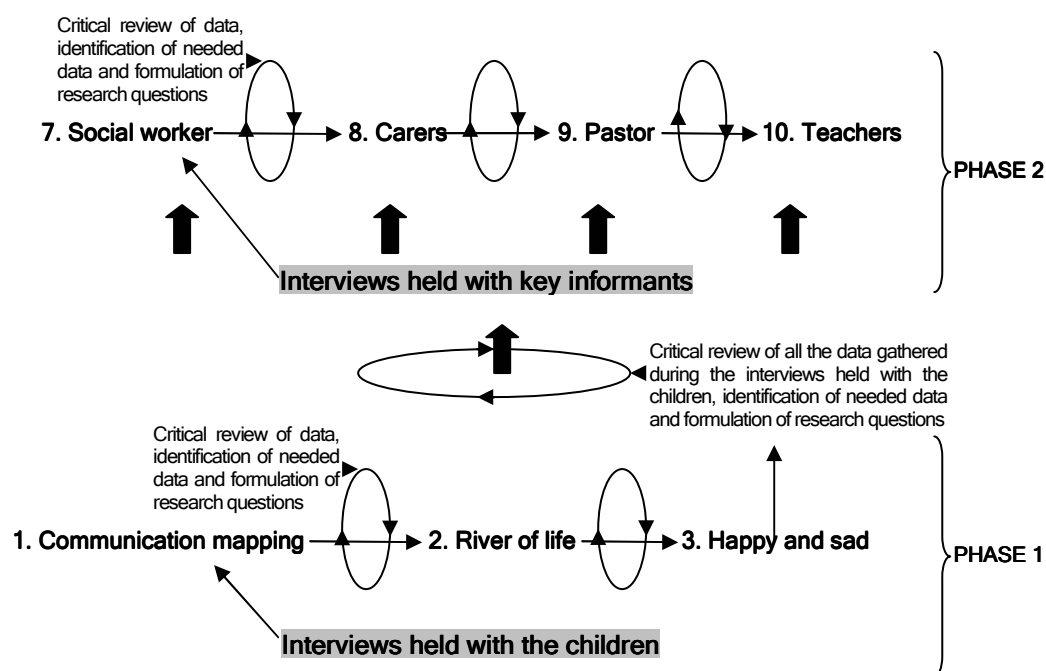 Critical review of data,
identification of needed
data and formulation of
research questions
7. Social worker
8. Carers
9. Pastor
10. Teachers
PHASE 2
Interviews held with key informants
Critical review of all the data gathered
during the interviews held with the
children, identification of needed data
and formulation of research questions
Critical review of data,
identification of needed
data and formulation of
research questions
1. Communication mapping
2. River of life
3. Happy and sad
PHASE 1
Interviews held with the children